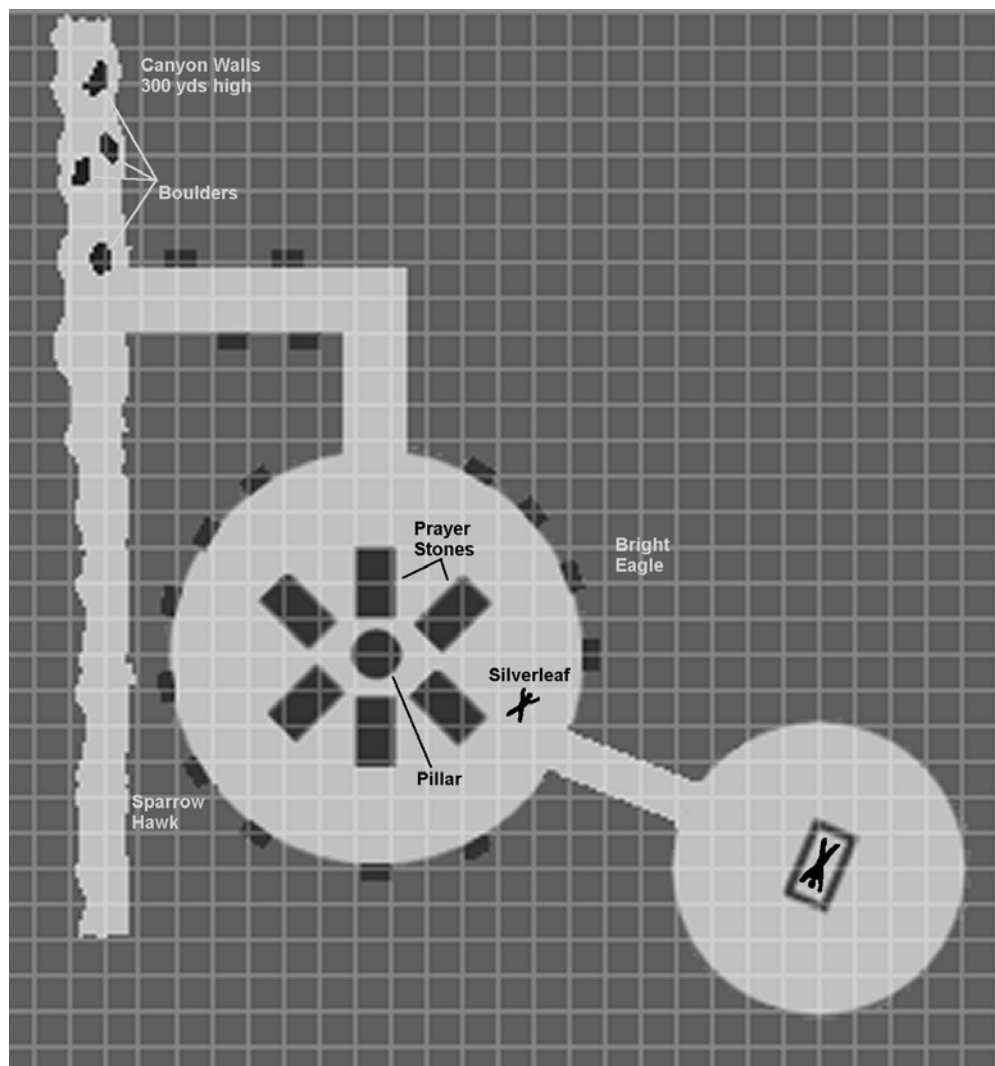 Canyon Walls
300 yds high
Boulders
Prayer
Stones
Bright
Eagle
Silverleaf
Pillar
Sparrow
Hawk